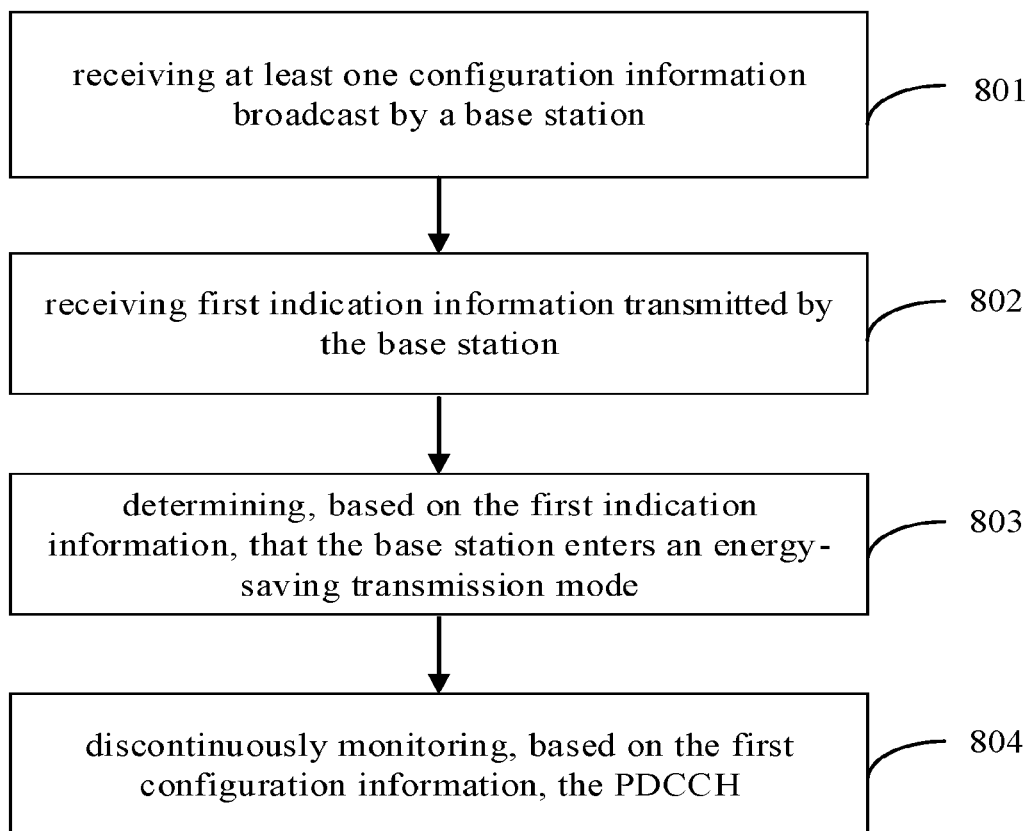 receiving at least one configuration information
broadcast by a base station
801
receiving first indication information transmitted by
the base station
802
determining, based on the first indication
information, that the base station enters an energy-
saving transmission mode
803
discontinuously monitoring, based on the first
configuration information, the PDCCH
804